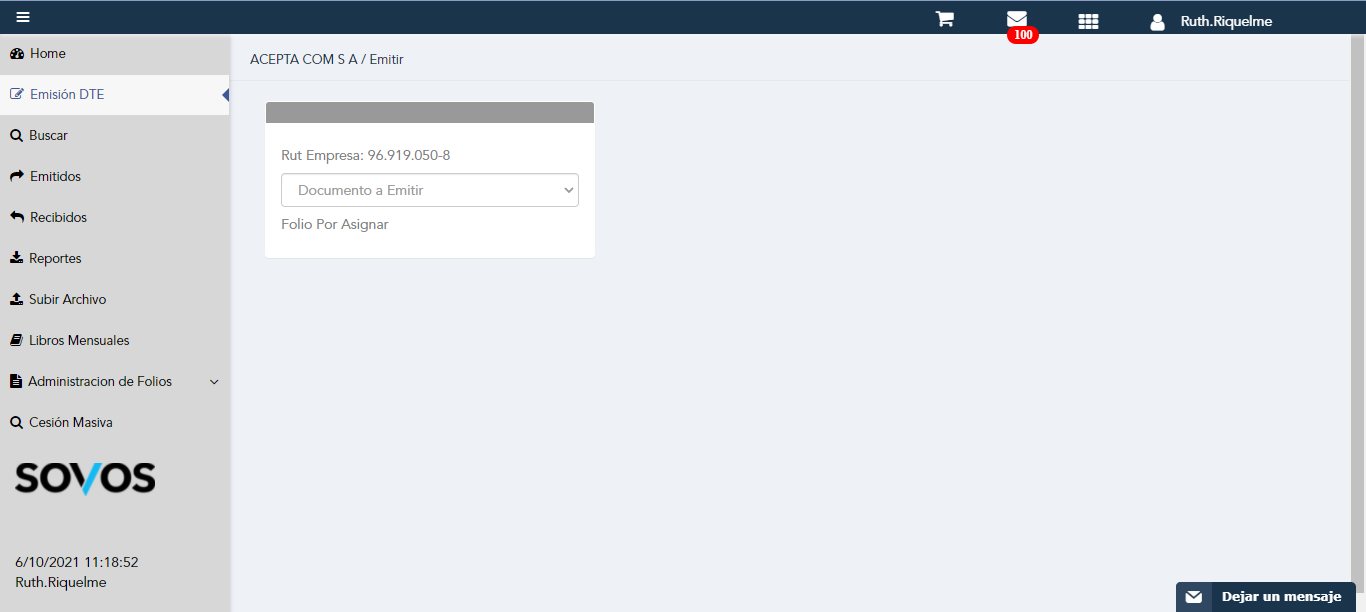 100
Ruth.Riquelme
Home
Emisión DTE
Buscar
Emitidos
Recibidos
Reportes
Subir Archivo
Libros Mensuales
Administracion de Folios
Cesión Masiva
SOVOS
6/10/2021 11:18:52
Ruth.Riquelme
ACEPTA COM S A / Emitir
Rut Empresa: 96.919.050-8
Documento a Emitir
Folio Por Asignar
Dejar un mensaje